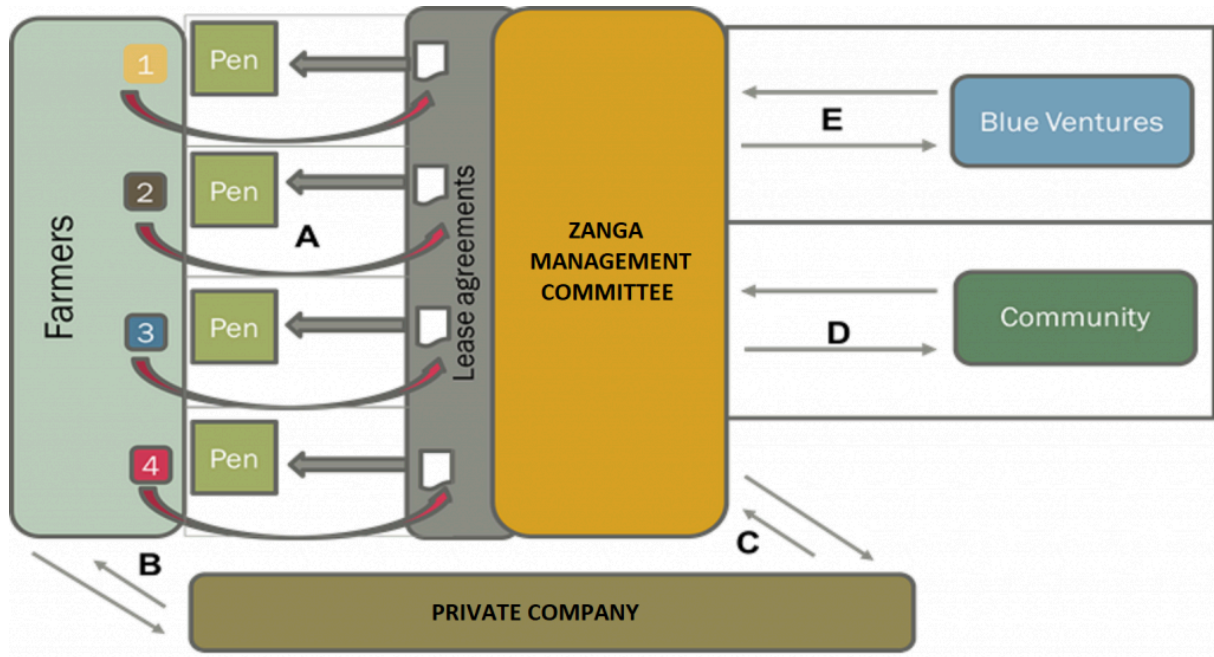 1
Pen
E
Blue Ventures
2
Pen
A
Farmers
Lease agreements
ZANGA
MANAGEMENT
COMMITTEE
3
Pen
D
Community
4
Pen
B
C
PRIVATE COMPANY